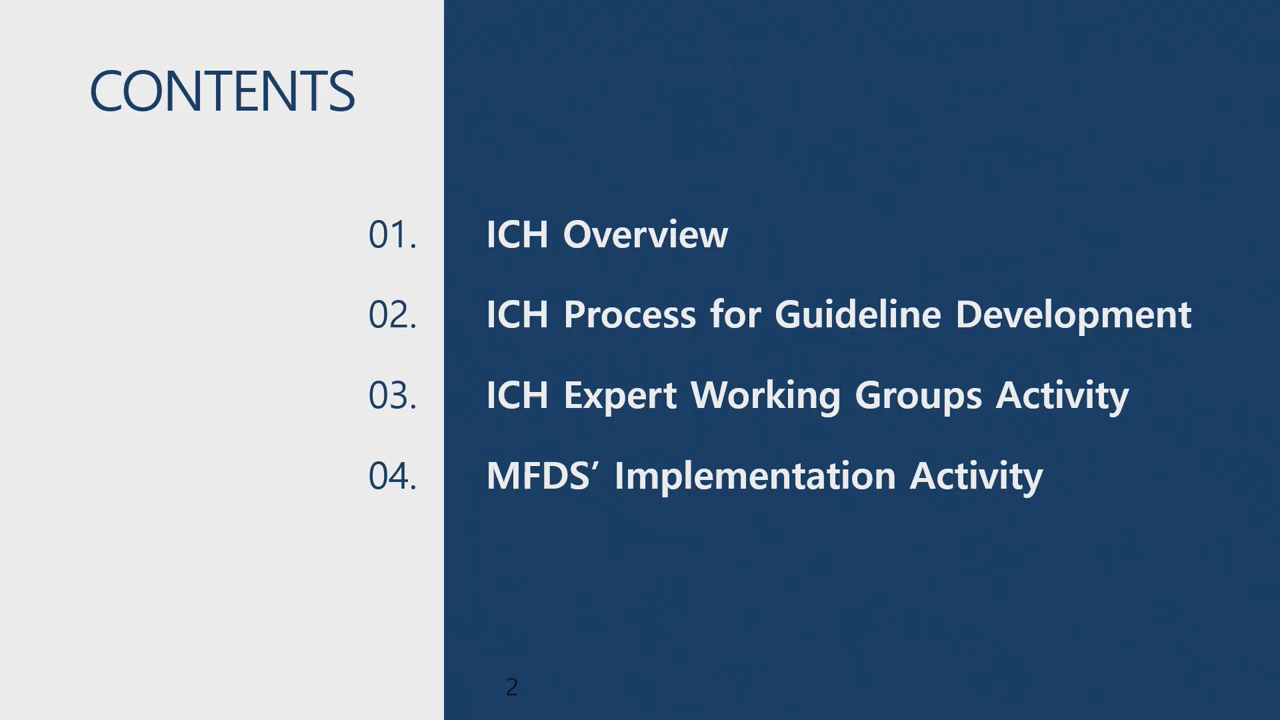 CONTENTS
01. ICH Overview
02. ICH Process for Guideline Development
03. ICH Expert Working Groups Activity
04. MFDS’ Implementation Activity
2